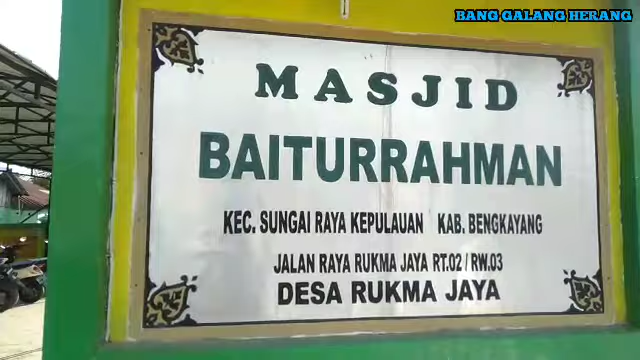 BANG GALANG HERANG
MASJID
BAITURRAHMAN
KEC. SUNGAI RAYA KEPULAUAN KAB. BENGKAYANG
JALAN RAYA RUKMA JAYA RT.02 / RW.03
DESA RUKMA JAYA